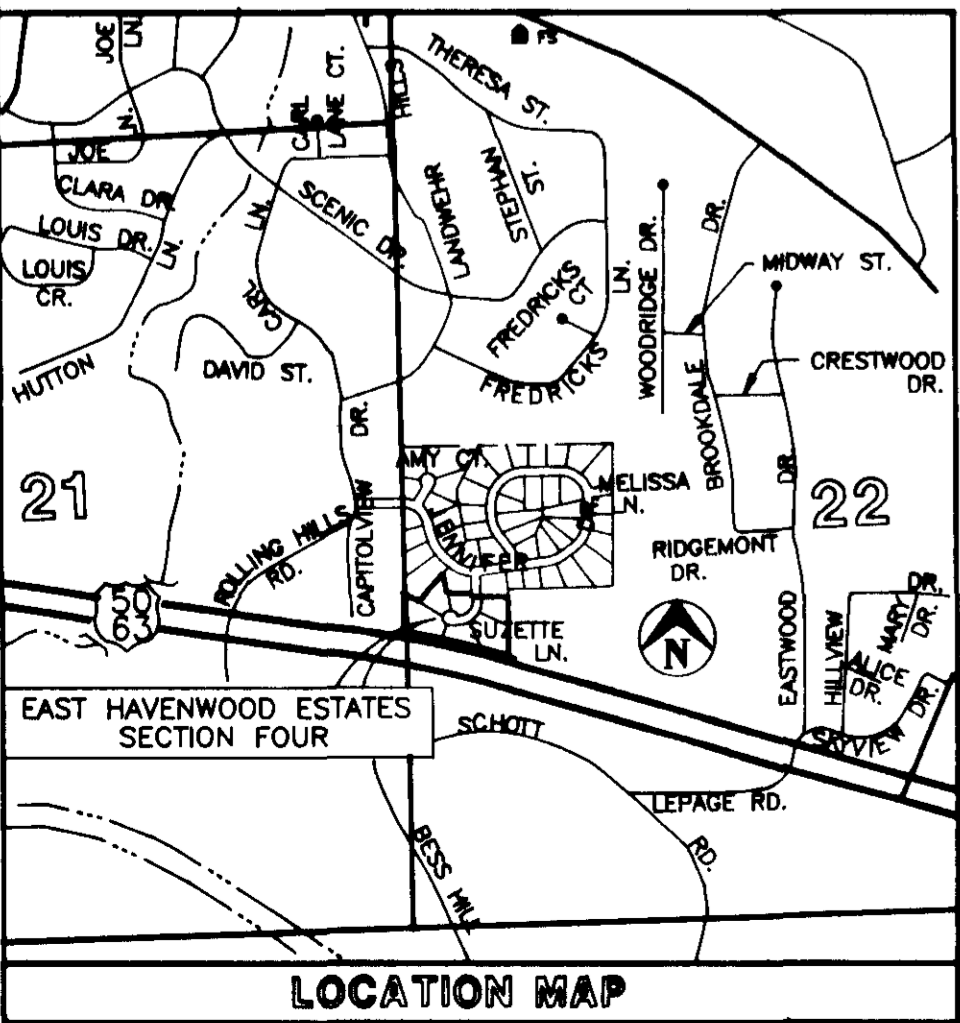 JOE
LN.
CARL
LANE CT.
HILLS
THERESA ST.
FS
LN.
JOE
CLARA DR.
LOUIS DR.
LN.
LOUIS
CR.
HUTTON
LN.
CARL
SCENIC DR.
LANDWEHR
STEPHAN
ST.
FREDRICKS
CT
LN.
FREDRICKS
WOODRIDGE DR.
DR.
BROOKDALE
MIDWAY ST.
CRESTWOOD
DR.
DAVID ST.
DR.
CAPITOLVIEW
AMY CT.
MELISSA
LN.
JENNIFER
DR.
21
22
ROLLING HILLS
RD.
RIDGEMONT
DR.
DR.
EASTWOOD
HILLVIEW
MARY
DR.
DR.
ALICE
DR.
SKYVIEW DR.
50
63
SUZETTE
LN.
N
EAST HAVENWOOD ESTATES
SECTION FOUR
SCHOTT
RD.
LEPAGE RD.
BESS HILL
LOCATION MAP